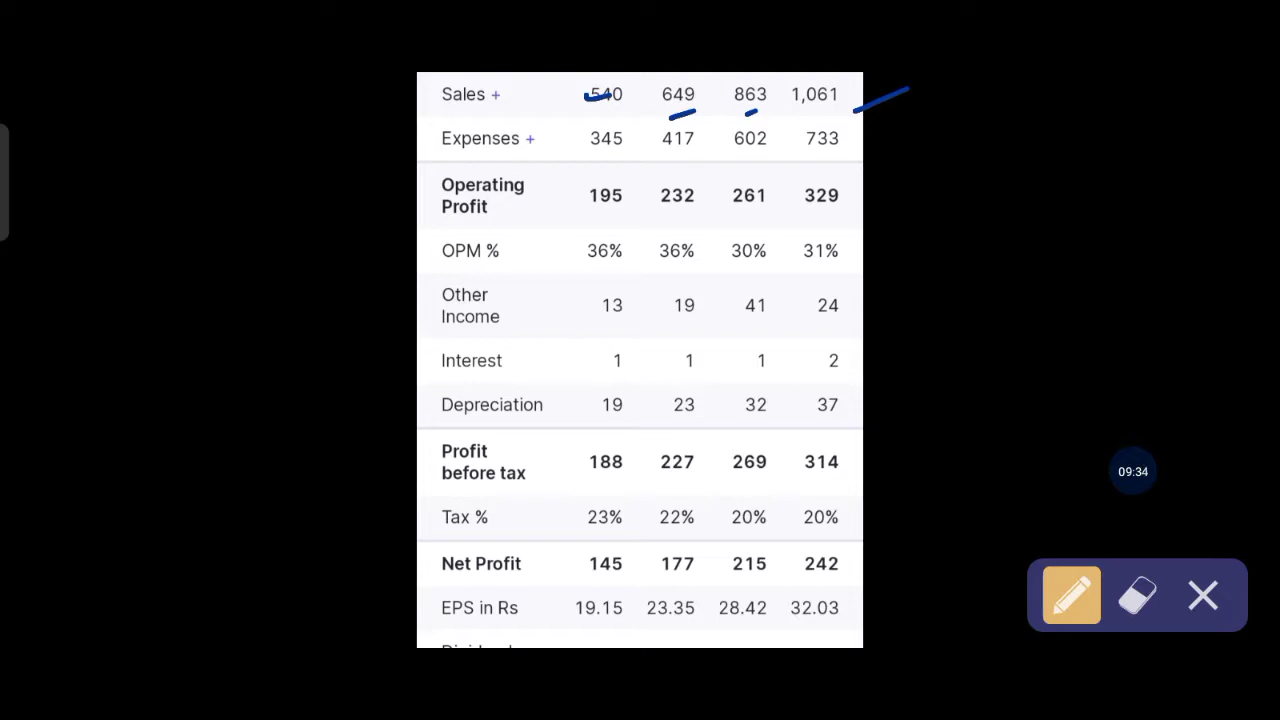 Sales + 540 649 863 1,061
Expenses + 345 417 602 733
Operating
Profit 195 232 261 329
OPM % 36% 36% 30% 31%
Other
Income 13 19 41 24
Interest 1 1 1 2
Depreciation 19 23 32 37
Profit
before tax 188 227 269 314
Tax % 23% 22% 20% 20%
Net Profit 145 177 215 242
EPS in Rs 19.15 23.35 28.42 32.03
09:34